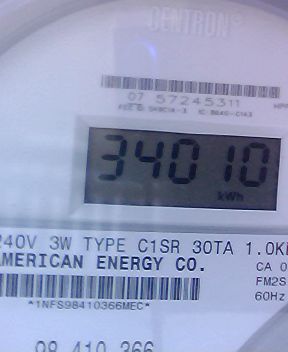 CENTRON®
07 57245311
34010
kWh
240V 3W TYPE C1SR 30TA 1.0K
AMERICAN ENERGY CO.
CA 0
FM2S
60Hz
*1NFS98410366MEC*
98 410 366